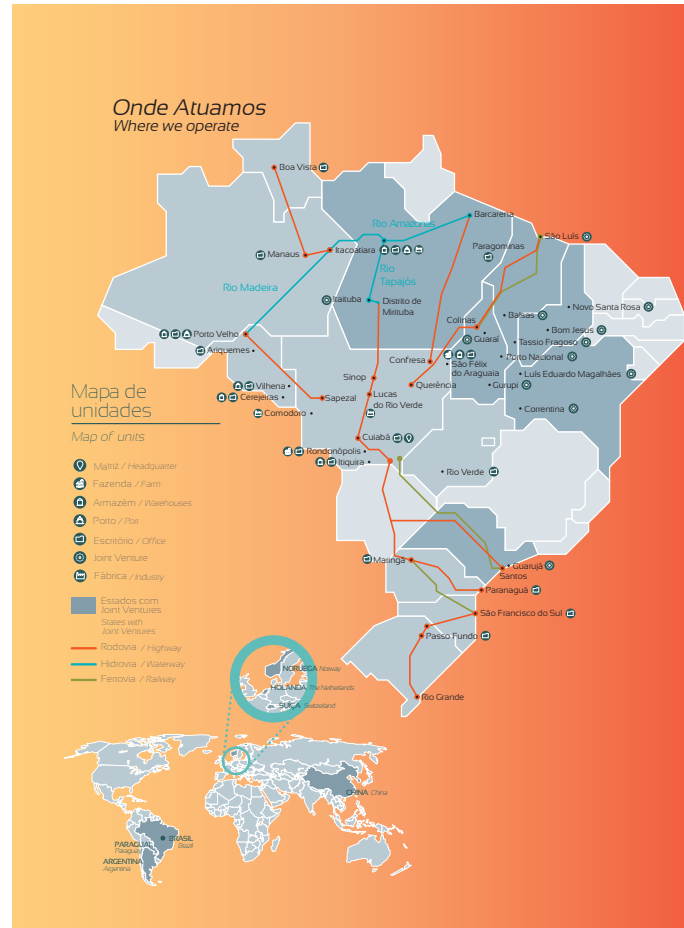 Onde Atuamos
Where we operate
Boa Vista
Rio Amazonas
Barcarena
São Luís
Manaus
Itacoatiara
Paragominas
Rio Madeira
Rio
Tapajós
Itaituba
Distrito de
Mirituba
Novo Santa Rosa
Balsas
Colinas
Bom Jesus
Porto Velho
Guaraí
Tassio Fragoso
Ariquemes
Confresa
São Félix
do Araguaia
Porto Nacional
Sinop
Querência
Gurupi
Luís Eduardo Magalhães
Vilhena
Cerejeiras
Sapezal
Lucas
do Rio Verde
Comodoro
Correntina
Cuiabá
Rondonópolis
Itiquira
Rio Verde
Mapa de
unidades
Map of units
Matriz / Headquarter
Fazenda / Farm
Armazém / Warehouses
Porto / Port
Escritório / Office
Joint Venture
Fábrica / Industry
Estados com
Joint Ventures
States with
Joint Ventures
Rodovia / Highway
Hidrovia / Waterway
Ferrovia / Railway
Maringa
Guarujá
Santos
Paranaguá
São Francisco do Sul
Passo Fundo
Rio Grande
NORUEGA Norway
HOLANDA The Netherlands
SUIÇA Switzerland
CHINA China
BRASIL
Brazil
PARAGUAI
Paraguay
ARGENTINA
Argentina